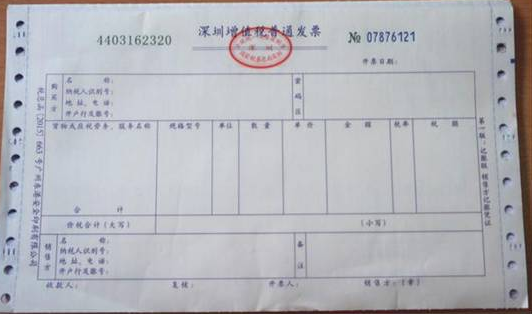 4403162320
深圳增值税普通发票
№ 07876121
开票日期：
购买方
名　　称：
纳税人识别号：
地 址、电 话：
开户行及账号：
密码区
货物或应税劳务、服务名称　规格型号　单位　数 量　单 价　金 额　税率　税 额
合　　计
价税合计（大写）　（小写）
销售方
名　　称：
纳税人识别号：
地 址、电 话：
开户行及账号：
备注
收款人：　复核：　开票人：　销售方：（章）
第一联：记账联 销售方记账凭证